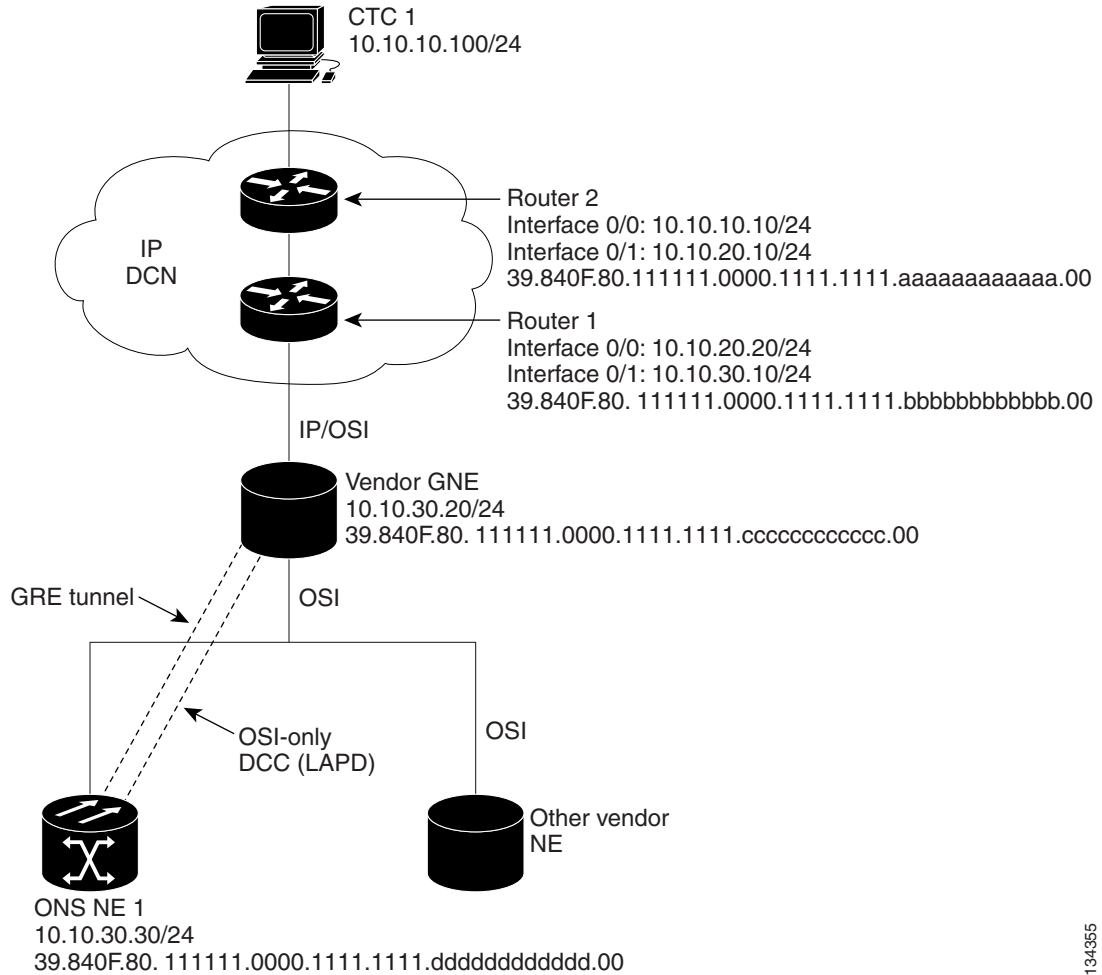 CTC 1
10.10.10.100/24
Router 2
Interface 0/0: 10.10.10.10/24
Interface 0/1: 10.10.20.10/24
39.840F.80.111111.0000.1111.1111.aaaaaaaaaaaa.00
IP
DCN
Router 1
Interface 0/0: 10.10.20.20/24
Interface 0/1: 10.10.30.10/24
39.840F.80. 111111.0000.1111.1111.bbbbbbbbbbbb.00
IP/OSI
Vendor GNE
10.10.30.20/24
39.840F.80. 111111.0000.1111.1111.cccccccccccc.00
GRE tunnel
OSI
OSI-only
DCC (LAPD)
OSI
Other vendor
NE
ONS NE 1
10.10.30.30/24
39.840F.80. 111111.0000.1111.1111.dddddddddddd.00
134355